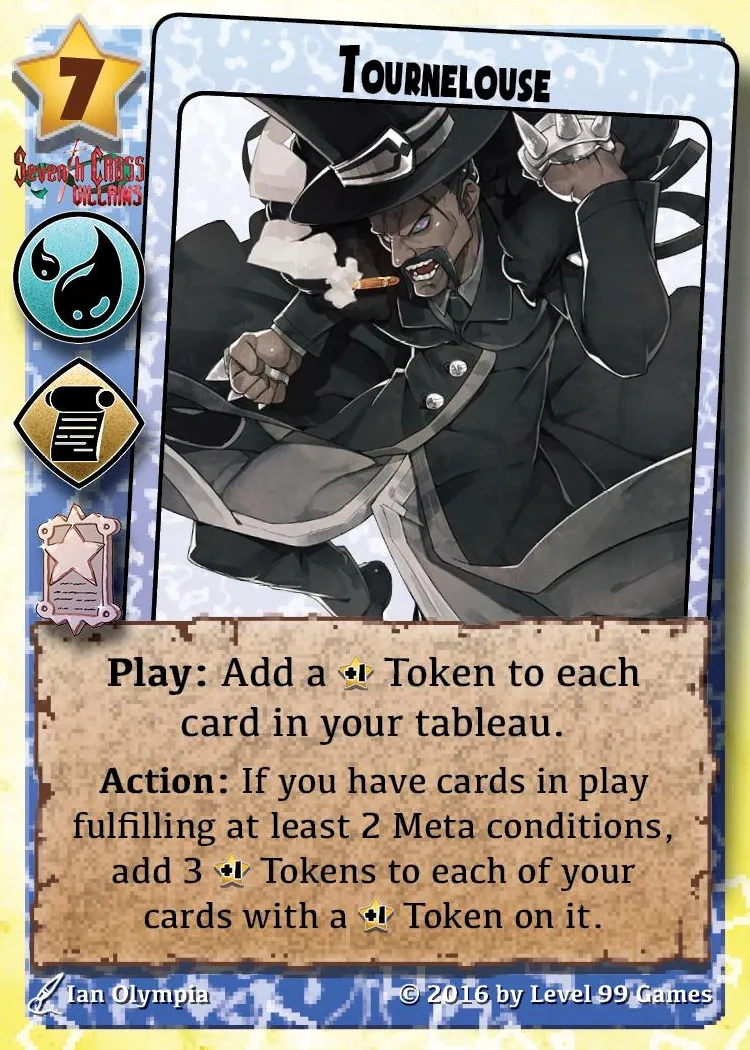 7
Tournelouse
Seventh Cross
Villains
Play: Add a +1 Token to each
card in your tableau.
Action: If you have cards in play
fulfilling at least 2 Meta conditions,
add 3 +1 Tokens to each of your
cards with a +1 Token on it.
Ian Olympia
© 2016 by Level 99 Games